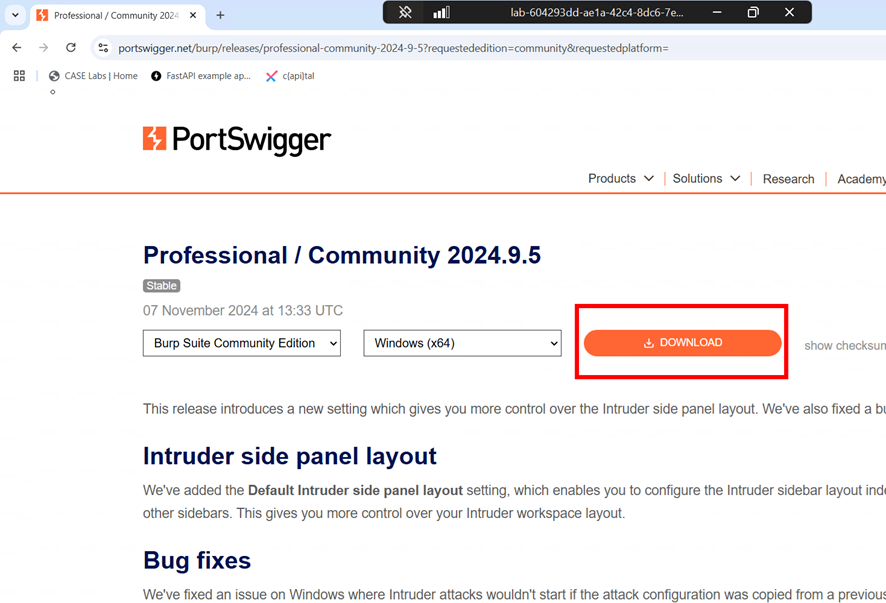 Professional / Community 2024
lab-604293dd-ae1a-42c4-8dc6-7e...
portswigger.net/burp/releases/professional-community-2024-9-5?requestededition=community&requestedplatform=
CASE Labs | Home
FastAPI example ap...
c{api}tal
PortSwigger
Products
Solutions
Research
Academy
Professional / Community 2024.9.5
Stable
07 November 2024 at 13:33 UTC
Burp Suite Community Edition
Windows (x64)
DOWNLOAD
show checksum
This release introduces a new setting which gives you more control over the Intruder side panel layout. We've also fixed a bu
Intruder side panel layout
We've added the Default Intruder side panel layout setting, which enables you to configure the Intruder sidebar layout inde
other sidebars. This gives you more control over your Intruder workspace layout.
Bug fixes
We've fixed an issue on Windows where Intruder attacks wouldn't start if the attack configuration was copied from a previous